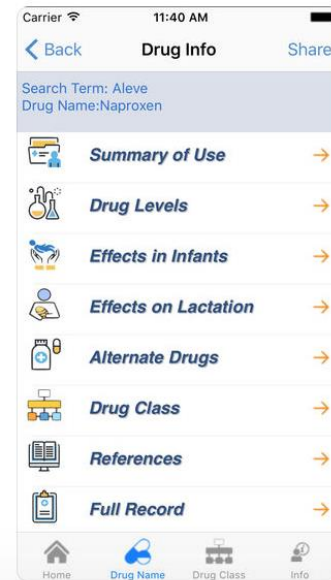 Carrier 11:40 AM
Back Drug Info Share
Search Term: Aleve
Drug Name:Naproxen
Summary of Use
Drug Levels
Effects in Infants
Effects on Lactation
Alternate Drugs
Drug Class
References
Full Record
Home Drug Name Drug Class Info